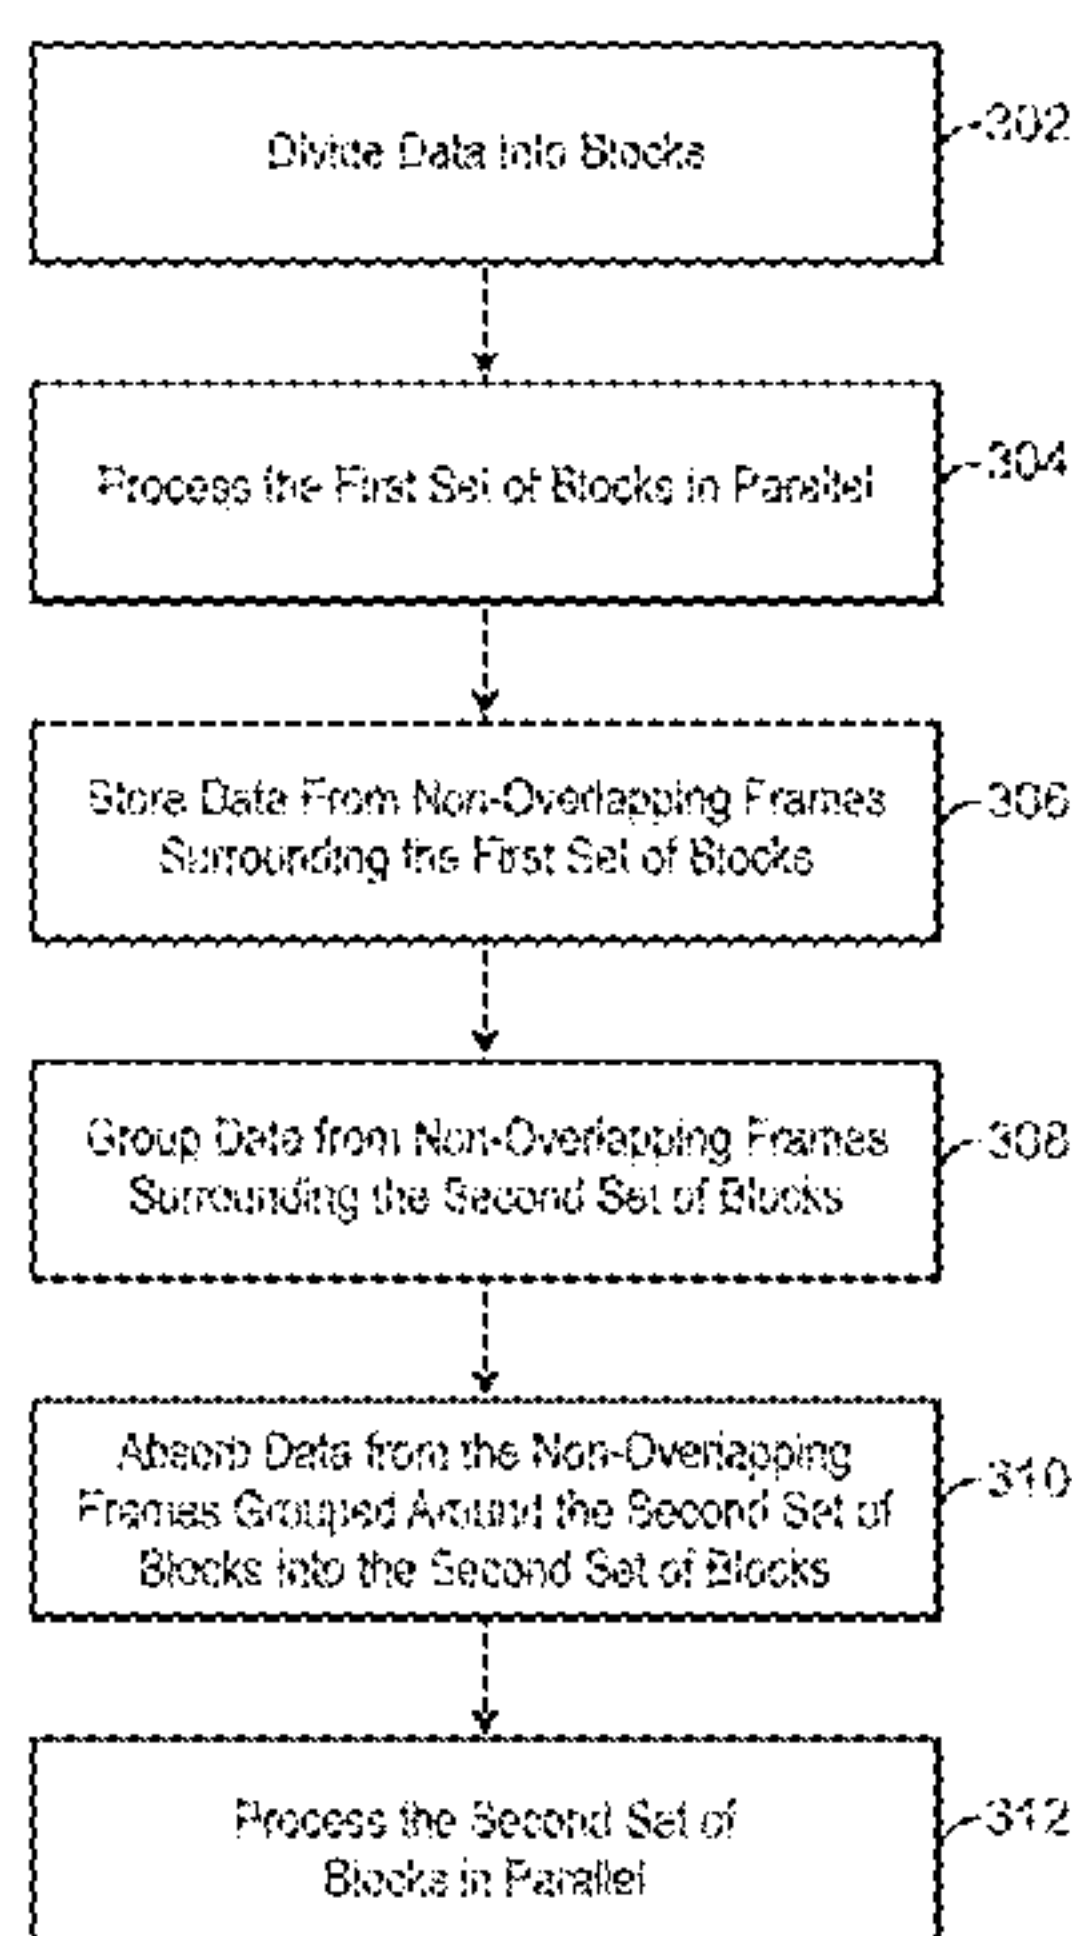 Divide Data into Blocks
302
Process the First Set of Blocks in Parallel
304
Store Data From Non-Overlapping Frames
Surrounding the First Set of Blocks
306
Group Data from Non-Overlapping Frames
Surrounding the Second Set of Blocks
308
Absorb Data from the Non-Overlapping
Frames Grouped Around the Second Set of
Blocks into the Second Set of Blocks
310
Process the Second Set of
Blocks in Parallel
312